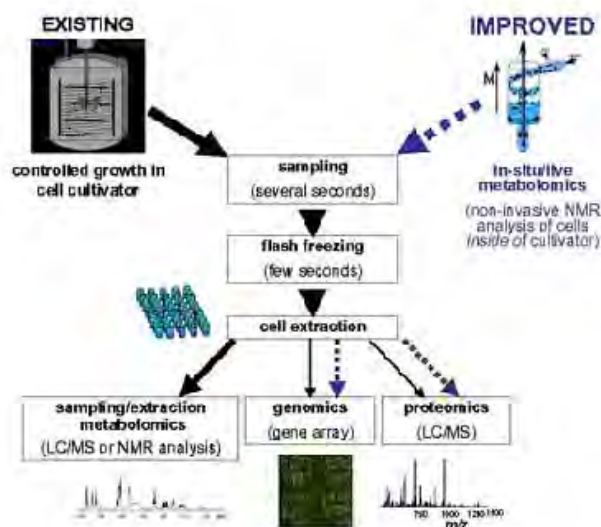 EXISTING
IMPROVED
M
controlled growth in
cell cultivator
sampling
(several seconds)
in-situ/live
metabolomics
(non-invasive NMR
analysis of cells
inside of cultivator)
flash freezing
(few seconds)
cell extraction
sampling/extraction
metabolomics
(LC/MS or NMR analysis)
genomics
(gene array)
proteomics
(LC/MS)
750
1000
1250
m/z